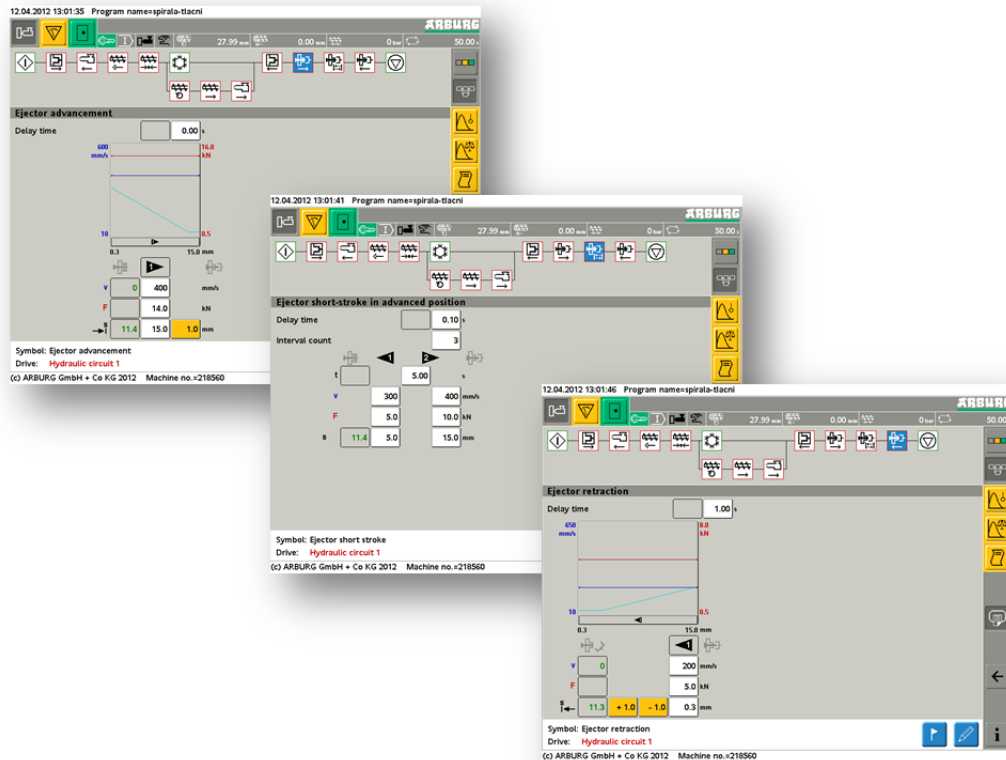 12.04.2012 13:01:35 Program name=spirala-tlacni
ARBURG
27.99 mm 0.00 mm 0 bar 50.00 s
Ejector advancement
Delay time 0.00 s
600 16.0
mm/s kN
10 0.5
0.3 15.0 mm
1
v 0 400 mm/s
F 14.0 kN
s 11.4 15.0 1.0 mm
Symbol: Ejector advancement
Drive: Hydraulic circuit 1
(c) ARBURG GmbH + Co KG 2012 Machine no.=218560
12.04.2012 13:01:41 Program name=spirala-tlacni
ARBURG
27.99 mm 0.00 mm 0 bar 50.00 s
Ejector short-stroke in advanced position
Delay time 0.10 s
Interval count 3
1 2
t 5.00 s
v 300 400 mm/s
F 5.0 10.0 kN
s 11.4 5.0 15.0 mm
Symbol: Ejector short stroke
Drive: Hydraulic circuit 1
(c) ARBURG GmbH + Co KG 2012 Machine no.=218560
12.04.2012 13:01:46 Program name=spirala-tlacni
ARBURG
27.99 mm 0.00 mm 0 bar 50.00
Ejector retraction
Delay time 1.00 s
650 8.0
mm/s kN
10 0.5
0.3 15.0 mm
1
v 0 200 mm/s
F 5.0 kN
s 11.3 + 1.0 - 1.0 0.3 mm
Symbol: Ejector retraction
Drive: Hydraulic circuit 1
(c) ARBURG GmbH + Co KG 2012 Machine no.=218560